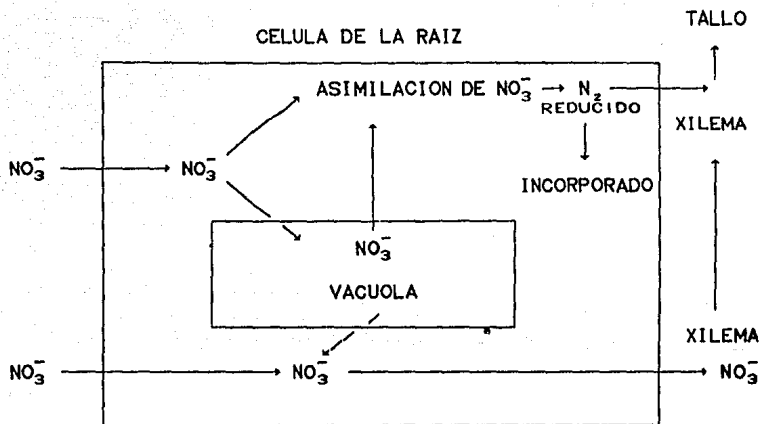 TALLO
CELULA DE LA RAIZ
ASIMILACION DE NO₃⁻ → N₂
REDUCIDO
XILEMA
NO₃⁻ NO₃⁻
INCORPORADO
NO₃⁻
VACUOLA
XILEMA
NO₃⁻ NO₃⁻ NO₃⁻